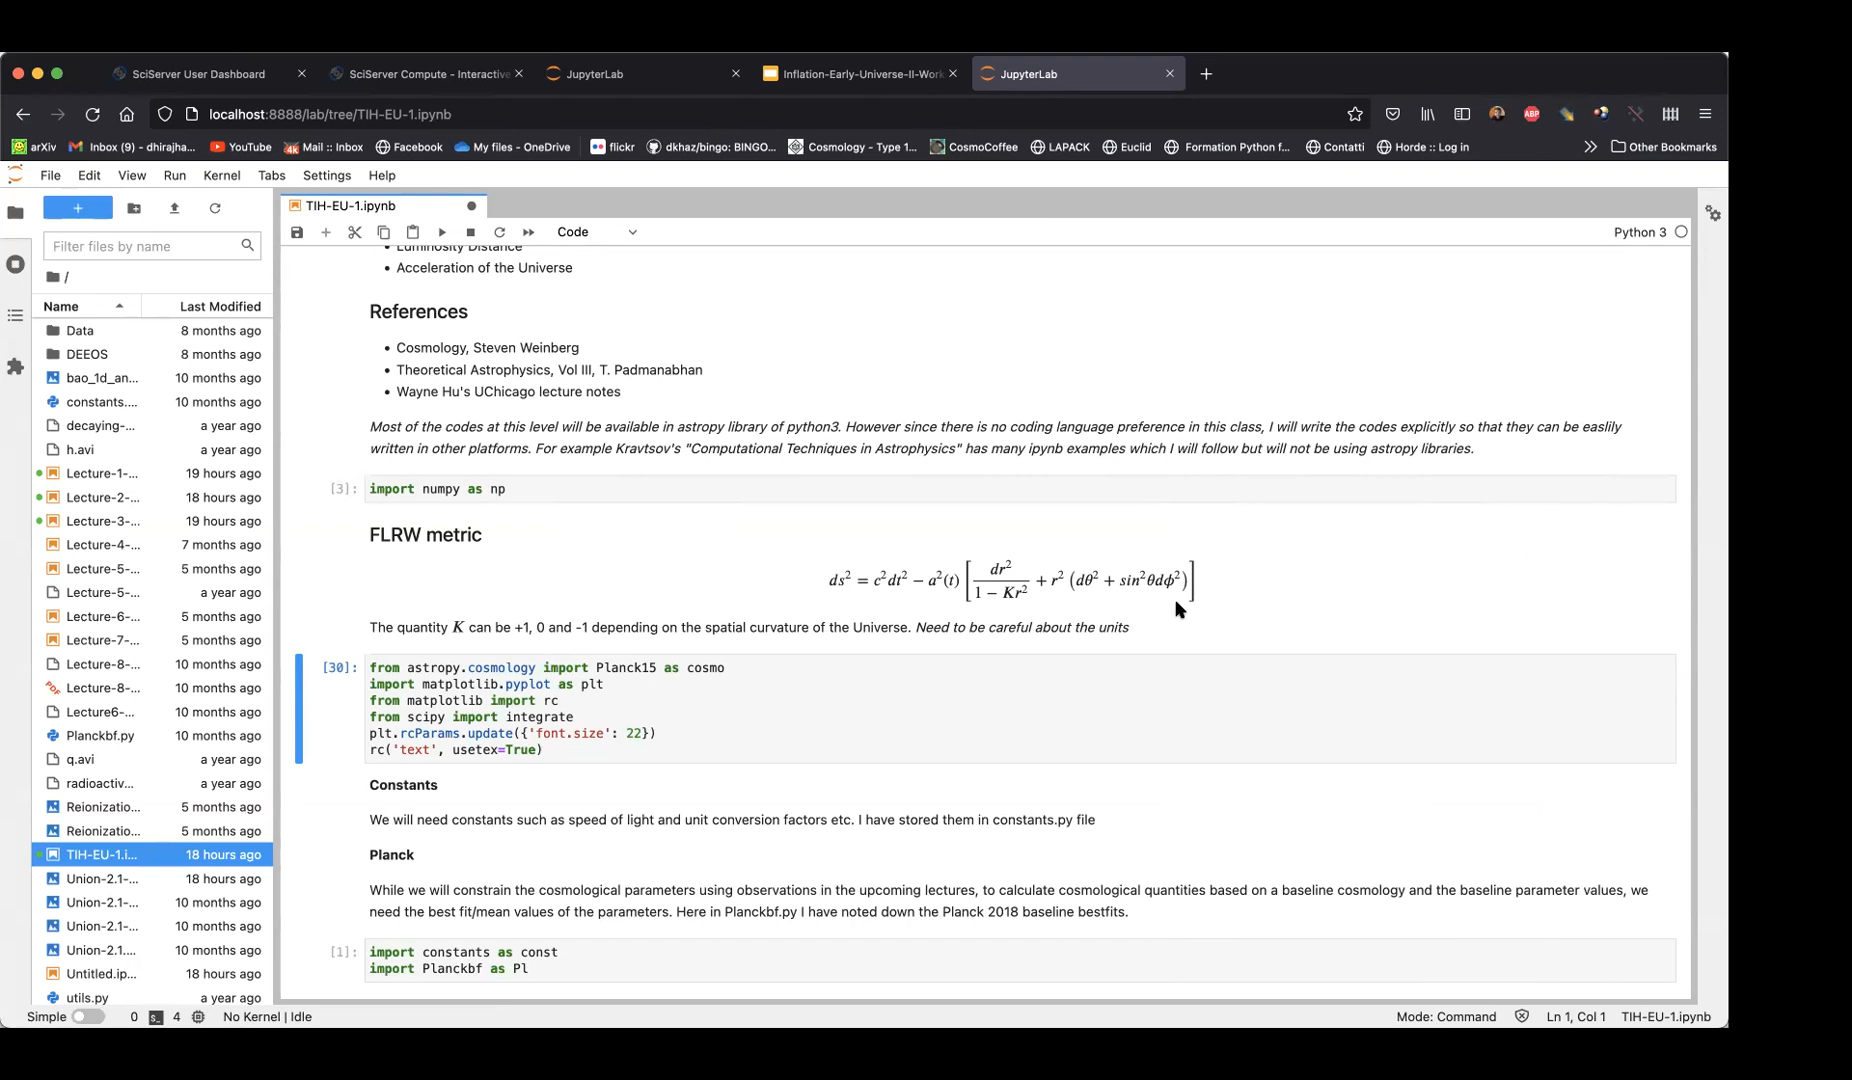 SciServer User Dashboard
SciServer Compute - Interactive
JupyterLab
Inflation-Early-Universe-II-Work
JupyterLab
localhost:8888/lab/tree/TIH-EU-1.ipynb
ABP
arXiv
Inbox (9) - dhirajha...
YouTube
4k Mail :: Inbox
Facebook
My files - OneDrive
flickr
dkhaz/bingo: BINGO...
Cosmology - Type 1...
CosmoCoffee
LAPACK
Euclid
Formation Python f...
Contatti
Horde :: Log in
Other Bookmarks
File Edit View Run Kernel Tabs Settings Help
Filter files by name
/
Name Last Modified
Data 8 months ago
DEEOS 8 months ago
bao_1d_an... 10 months ago
constants.... 10 months ago
decaying-... a year ago
h.avi a year ago
Lecture-1-... 19 hours ago
Lecture-2-... 18 hours ago
Lecture-3-... 19 hours ago
Lecture-4-... 7 months ago
Lecture-5-... 5 months ago
Lecture-5-... a year ago
Lecture-6-... 5 months ago
Lecture-7-... 5 months ago
Lecture-8-... 10 months ago
Lecture-8-... 10 months ago
Lecture6-... 10 months ago
Planckbf.py 10 months ago
q.avi a year ago
radioactiv... a year ago
Reionizatio... 5 months ago
Reionizatio... 5 months ago
TIH-EU-1.i... 18 hours ago
Union-2.1-... 18 hours ago
Union-2.1-... 10 months ago
Union-2.1-... 10 months ago
Union-2.1.... 10 months ago
Untitled.ip... 18 hours ago
utils.py a year ago
TIH-EU-1.ipynb
Code
Python 3
• Luminosity Distance
• Acceleration of the Universe
References
• Cosmology, Steven Weinberg
• Theoretical Astrophysics, Vol III, T. Padmanabhan
• Wayne Hu's UChicago lecture notes
Most of the codes at this level will be available in astropy library of python3. However since there is no coding language preference in this class, I will write the codes explicitly so that they can be easlily
written in other platforms. For example Kravtsov's "Computational Techniques in Astrophysics" has many ipynb examples which I will follow but will not be using astropy libraries.
[3]: import numpy as np
FLRW metric
ds² = c²dt² − a²(t) [ dr² / (1 − Kr²) + r² (dθ² + sin²θdϕ²) ]
The quantity K can be +1, 0 and -1 depending on the spatial curvature of the Universe. Need to be careful about the units
[30]: from astropy.cosmology import Planck15 as cosmo
import matplotlib.pyplot as plt
from matplotlib import rc
from scipy import integrate
plt.rcParams.update({'font.size': 22})
rc('text', usetex=True)
Constants
We will need constants such as speed of light and unit conversion factors etc. I have stored them in constants.py file
Planck
While we will constrain the cosmological parameters using observations in the upcoming lectures, to calculate cosmological quantities based on a baseline cosmology and the baseline parameter values, we
need the best fit/mean values of the parameters. Here in Planckbf.py I have noted down the Planck 2018 baseline bestfits.
[1]: import constants as const
import Planckbf as Pl
Simple 0 4 No Kernel | Idle
Mode: Command Ln 1, Col 1 TIH-EU-1.ipynb